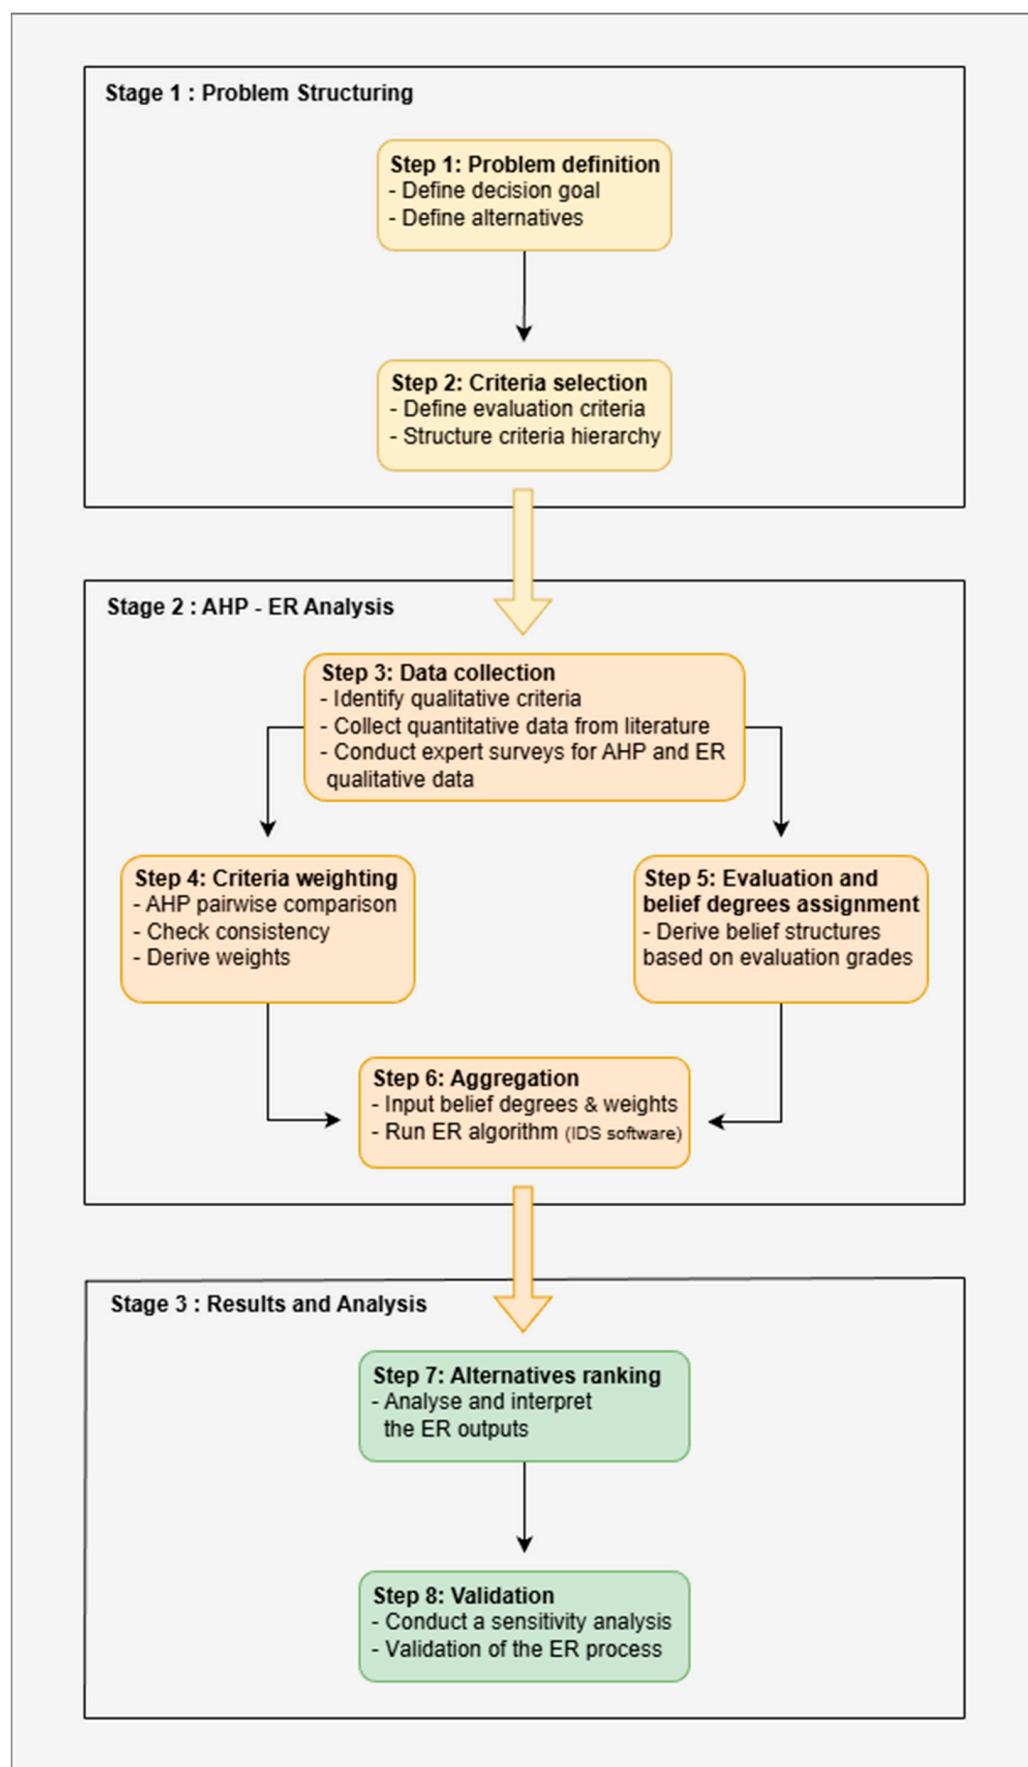 Stage 1 : Problem Structuring
Step 1: Problem definition
- Define decision goal
- Define alternatives
Step 2: Criteria selection
- Define evaluation criteria
- Structure criteria hierarchy
Stage 2 : AHP - ER Analysis
Step 3: Data collection
- Identify qualitative criteria
- Collect quantitative data from literature
- Conduct expert surveys for AHP and ER
qualitative data
Step 4: Criteria weighting
- AHP pairwise comparison
- Check consistency
- Derive weights
Step 5: Evaluation and
belief degrees assignment
- Derive belief structures
based on evaluation grades
Step 6: Aggregation
- Input belief degrees & weights
- Run ER algorithm (IDS software)
Stage 3 : Results and Analysis
Step 7: Alternatives ranking
- Analyse and interpret
the ER outputs
Step 8: Validation
- Conduct a sensitivity analysis
- Validation of the ER process